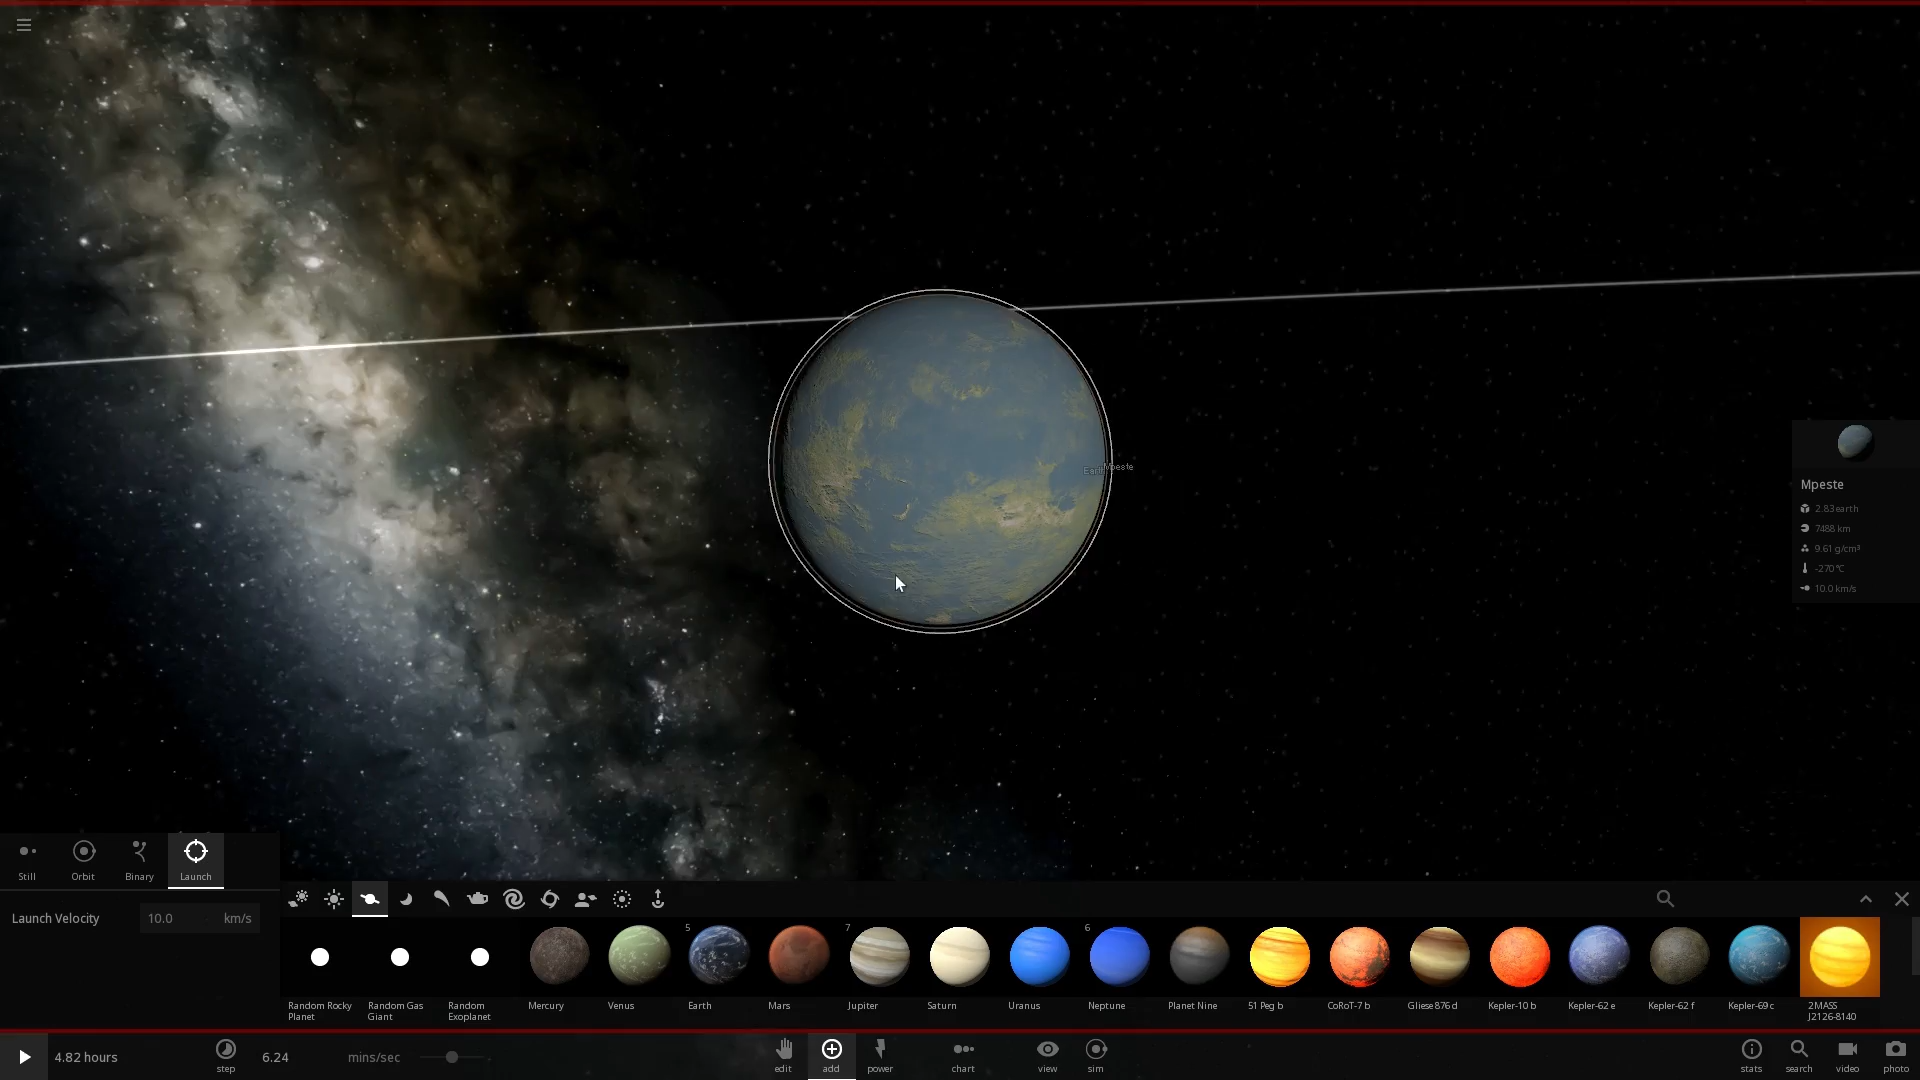 Earth
Mpeste
Mpeste
2.83 earth
7488 km
9.61 g/cm³
-270 °C
10.0 km/s
Still
Orbit
Binary
Launch
Launch Velocity
10.0
km/s
5
7
6
Random Rocky
Planet
Random Gas
Giant
Random
Exoplanet
Mercury
Venus
Earth
Mars
Jupiter
Saturn
Uranus
Neptune
Planet Nine
51 Peg b
CoRoT-7 b
Gliese 876 d
Kepler-10 b
Kepler-62 e
Kepler-62 f
Kepler-69 c
2MASS
J2126-8140
4.82 hours
step
6.24
mins/sec
edit
add
power
chart
view
sim
stats
search
video
photo